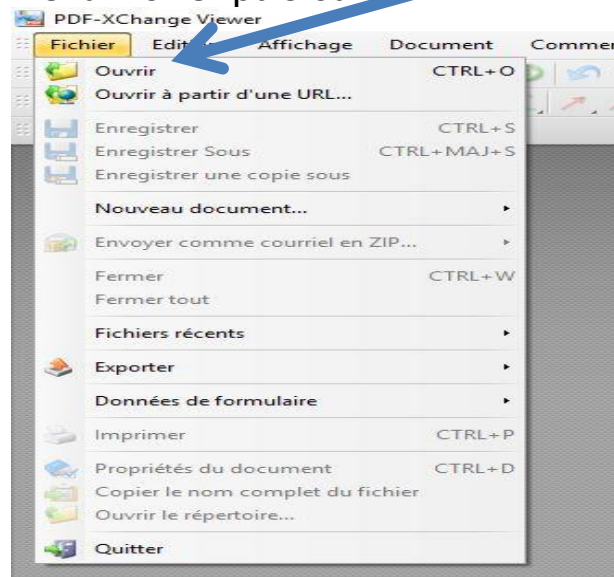 PDF-XChange Viewer
Fichier Affichage Document
Ouvrir CTRL+O
Ouvrir à partir d'une URL...
Enregistrer CTRL+S
Enregistrer Sous CTRL+MAJ+S
Enregistrer une copie sous
Nouveau document...
Envoyer comme courriel en ZIP...
Fermer CTRL+W
Fermer tout
Fichiers récents
Exporter
Données de formulaire
Imprimer CTRL+P
Propriétés du document CTRL+D
Copier le nom complet du fichier
Ouvrir le répertoire...
Quitter